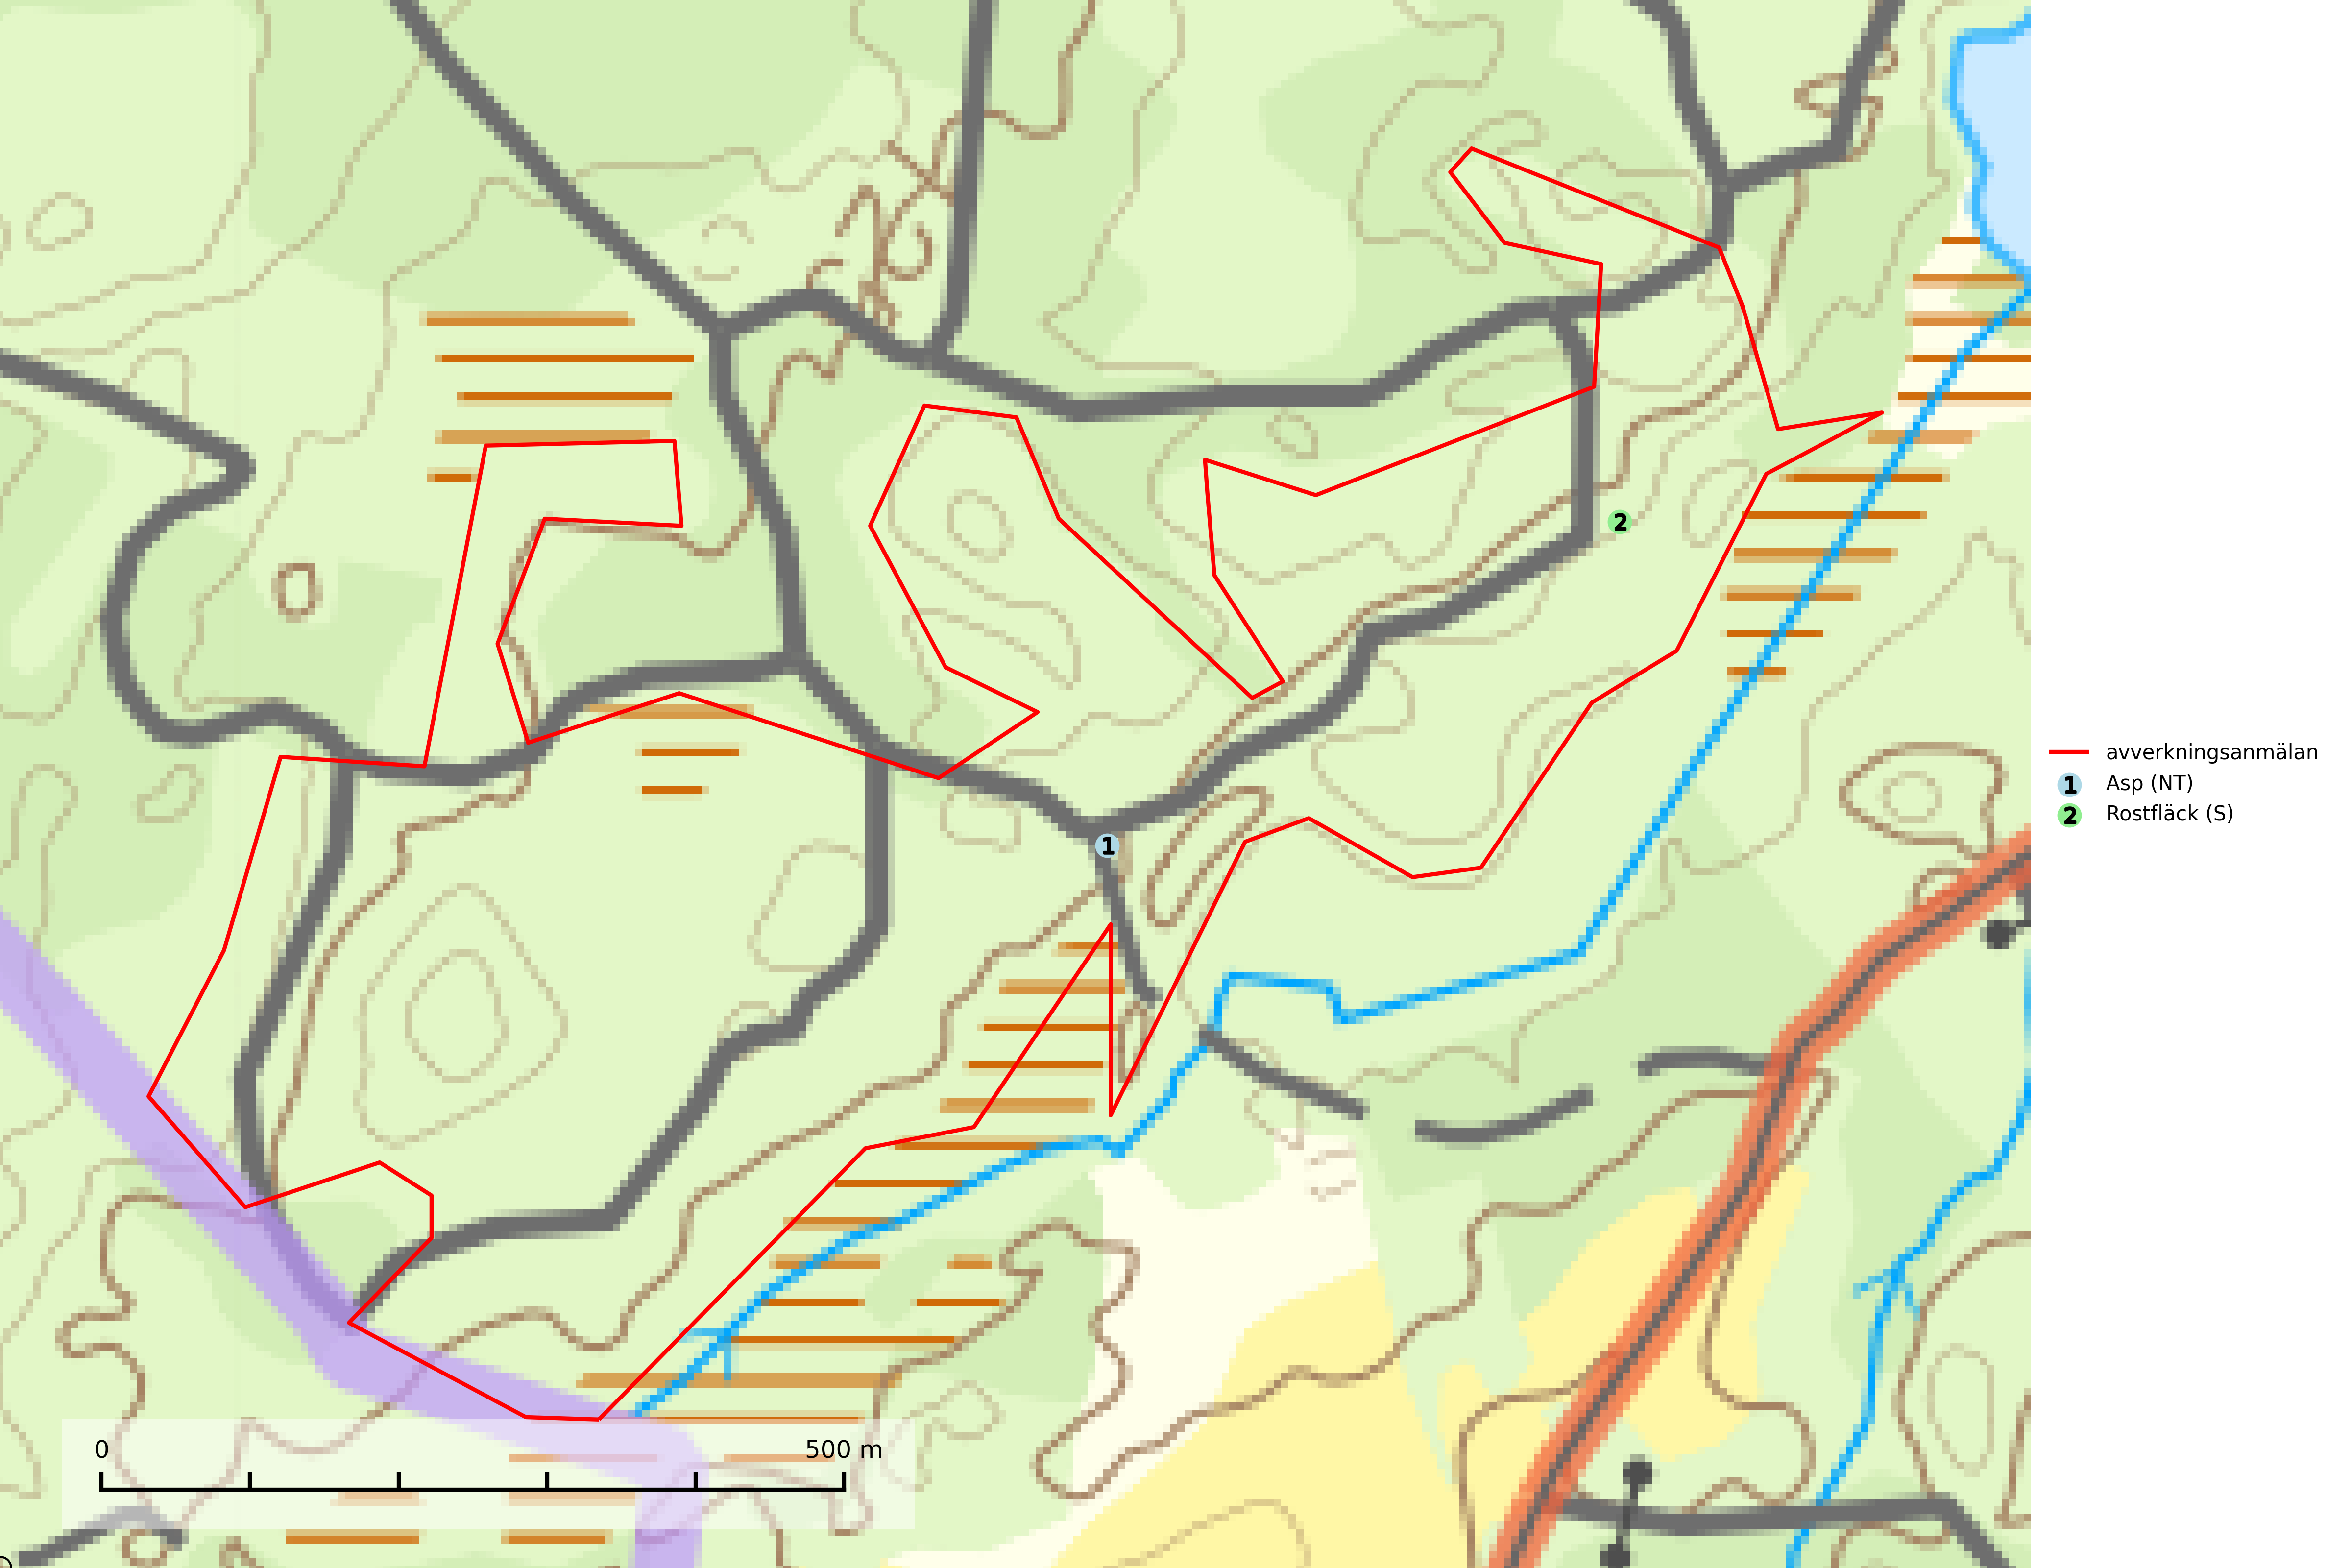 2
1
avverkningsanmälan
1 Asp (NT)
2 Rostfläck (S)
0 500 m